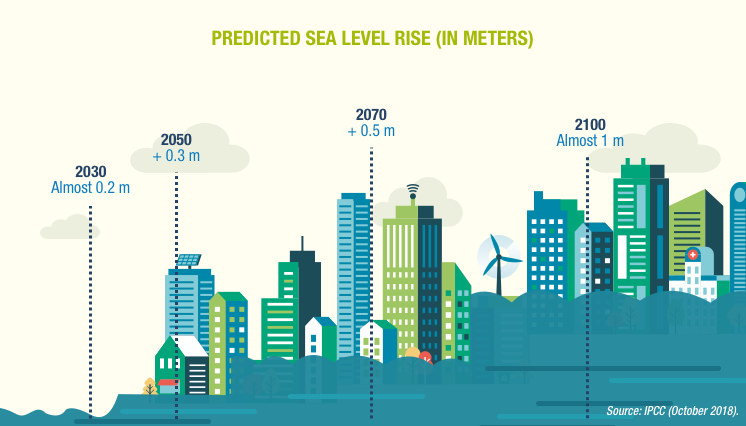 PREDICTED SEA LEVEL RISE (IN METERS)
2030
Almost 0.2 m
2050
+ 0.3 m
2070
+ 0.5 m
2100
Almost 1 m
Source: IPCC (October 2018).